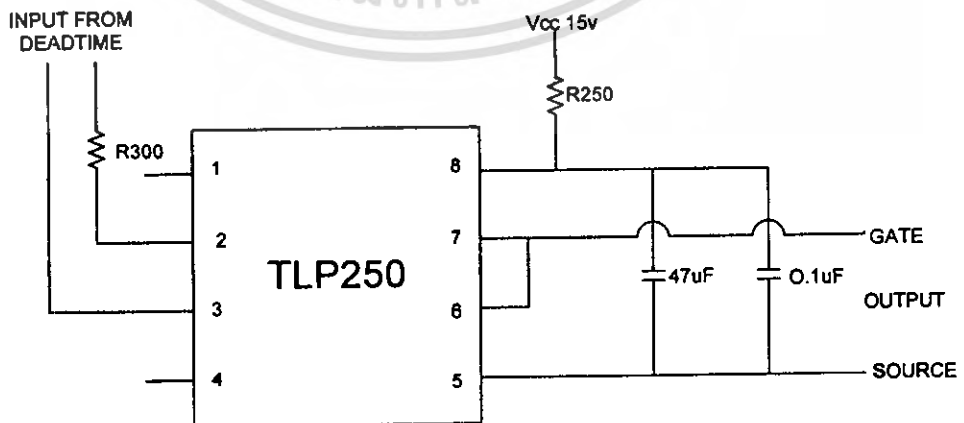 INPUT FROM
DEADTIME
Vcc 15v
R250
R300
1
8
2
7
GATE
TLP250
47uF
0.1uF
3
6
OUTPUT
4
5
SOURCE